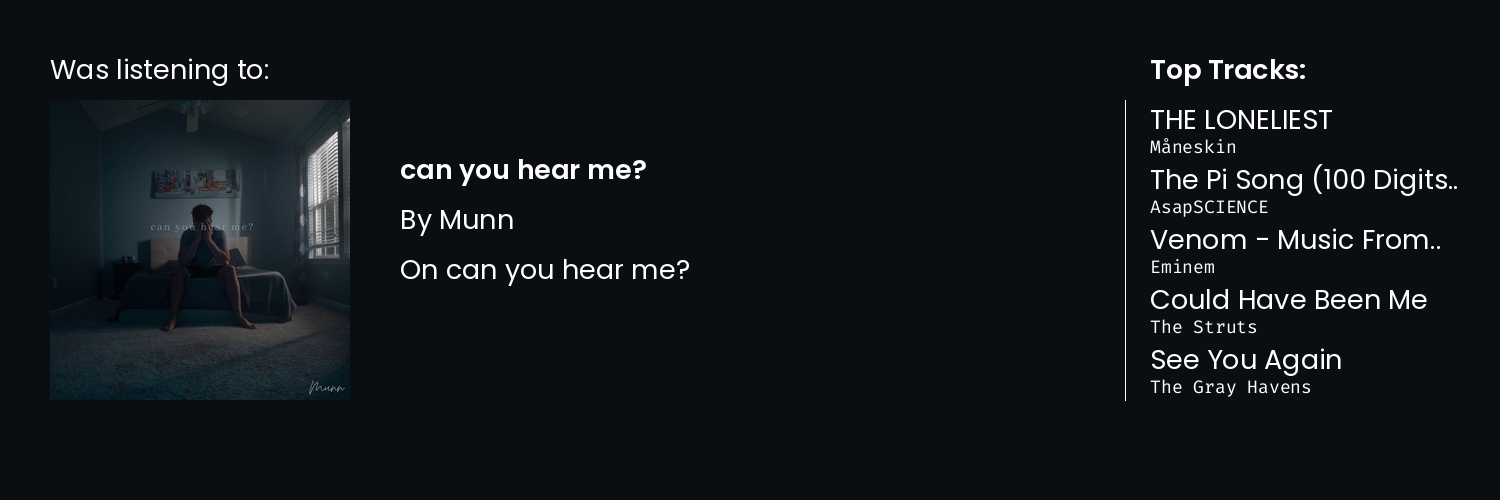 Was listening to:
can you hear me?
Munn
can you hear me?
By Munn
On can you hear me?
Top Tracks:
THE LONELIEST
Måneskin
The Pi Song (100 Digits..
AsapSCIENCE
Venom - Music From..
Eminem
Could Have Been Me
The Struts
See You Again
The Gray Havens